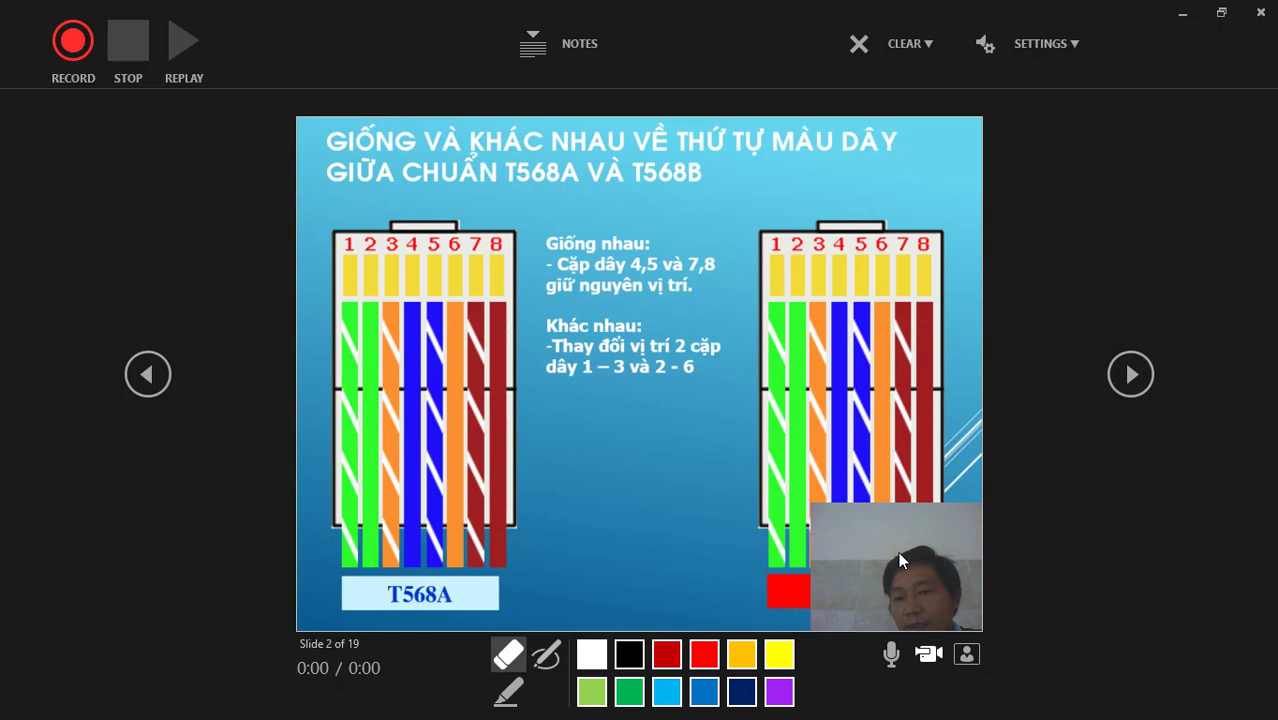 RECORD
STOP
REPLAY
NOTES
CLEAR
SETTINGS
GIỐNG VÀ KHÁC NHAU VỀ THỨ TỰ MÀU DÂY
GIỮA CHUẨN T568A VÀ T568B
1 2 3 4 5 6 7 8
Giống nhau:
- Cặp dây 4,5 và 7,8
giữ nguyên vị trí.
Khác nhau:
-Thay đổi vị trí 2 cặp
dây 1 – 3 và 2 - 6
1 2 3 4 5 6 7 8
T568A
Slide 2 of 19
0:00 / 0:00